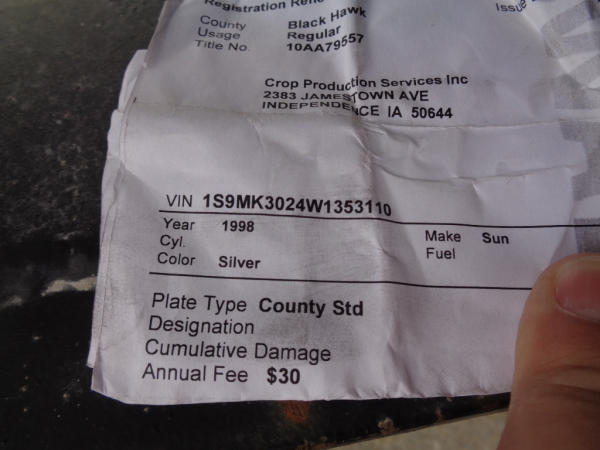 Registration
County Black Hawk
Usage Regular
Title No. 10AA79557
Crop Production Services Inc
2383 JAMESTOWN AVE
INDEPENDENCE IA 50644
VIN 1S9MK3024W1353110
Year 1998
Make Sun
Cyl.
Fuel
Color Silver
Plate Type County Std
Designation
Cumulative Damage
Annual Fee $30